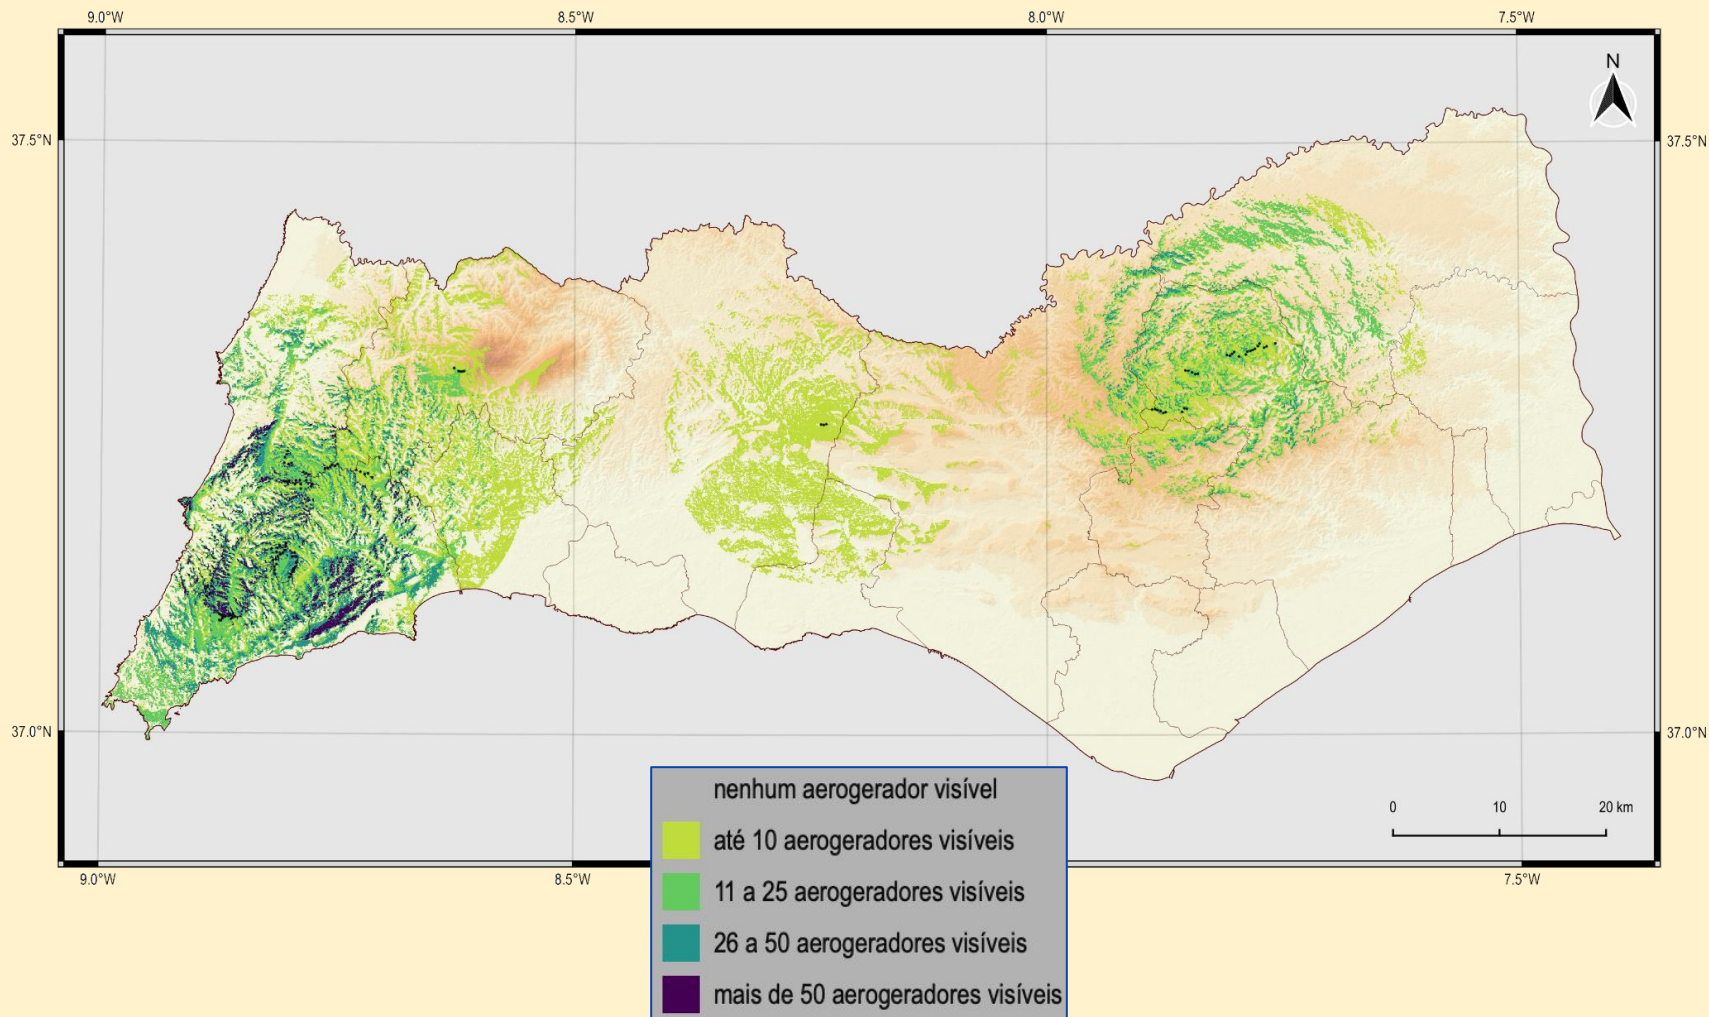 9.0°W 8.5°W 8.0°W 7.5°W
N
37.5°N 37.5°N
37.0°N 37.0°N
0 10 20 km
9.0°W 8.5°W 7.5°W
nenhum aerogerador visível
até 10 aerogeradores visíveis
11 a 25 aerogeradores visíveis
26 a 50 aerogeradores visíveis
mais de 50 aerogeradores visíveis